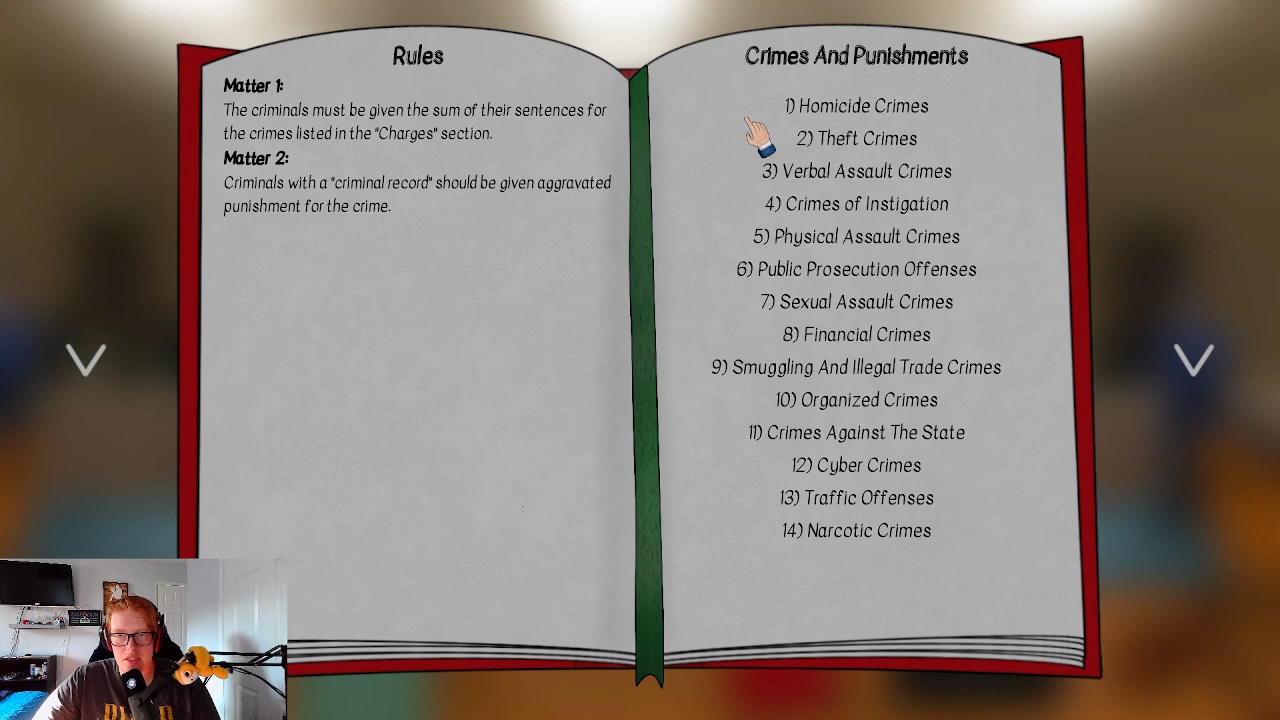 Rules
Matter 1:
The criminals must be given the sum of their sentences for
the crimes listed in the "Charges" section.
Matter 2:
Criminals with a "criminal record" should be given aggravated
punishment for the crime.
Crimes And Punishments
1) Homicide Crimes
2) Theft Crimes
3) Verbal Assault Crimes
4) Crimes of Instigation
5) Physical Assault Crimes
6) Public Prosecution Offenses
7) Sexual Assault Crimes
8) Financial Crimes
9) Smuggling And Illegal Trade Crimes
10) Organized Crimes
11) Crimes Against The State
12) Cyber Crimes
13) Traffic Offenses
14) Narcotic Crimes